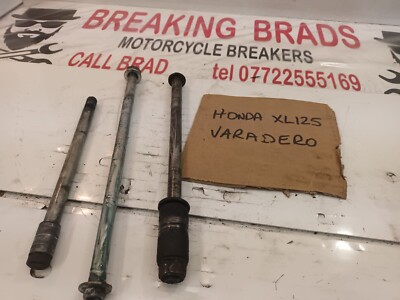 BREAKING BRADS
MOTORCYCLE BREAKERS
CALL BRAD
tel 07722555169
HONDA XL125
VARADERO